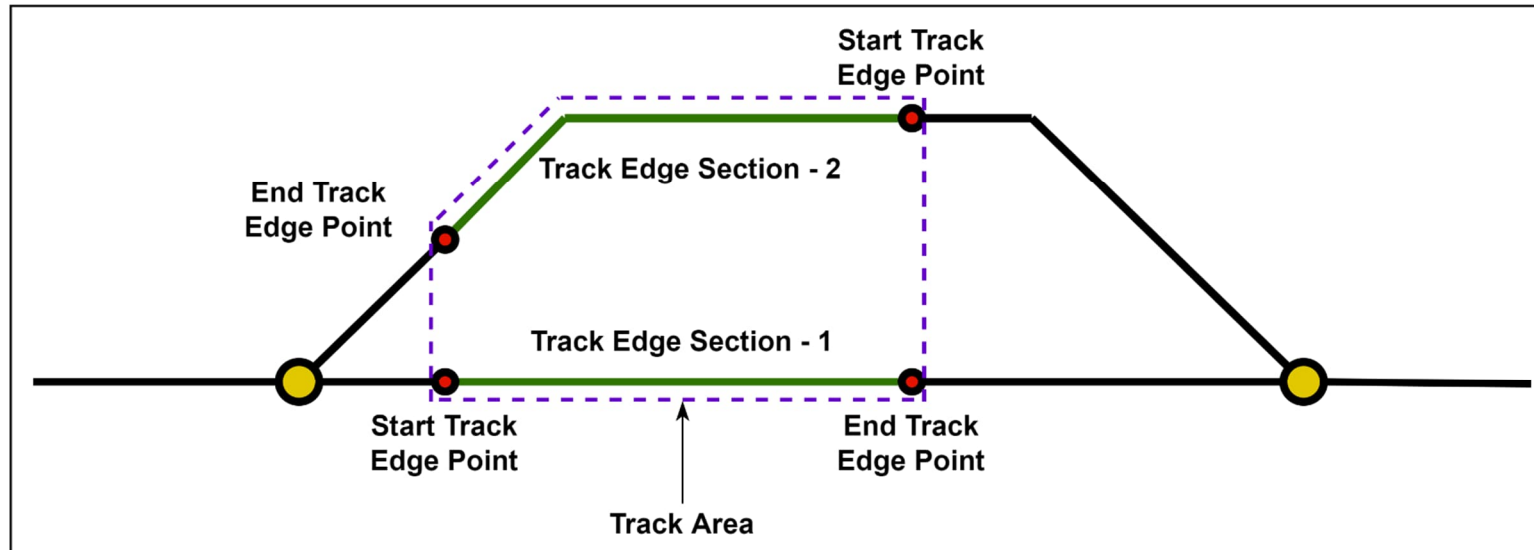 Start Track
Edge Point
Track Edge Section - 2
End Track
Edge Point
Track Edge Section - 1
Start Track
Edge Point
End Track
Edge Point
Track Area